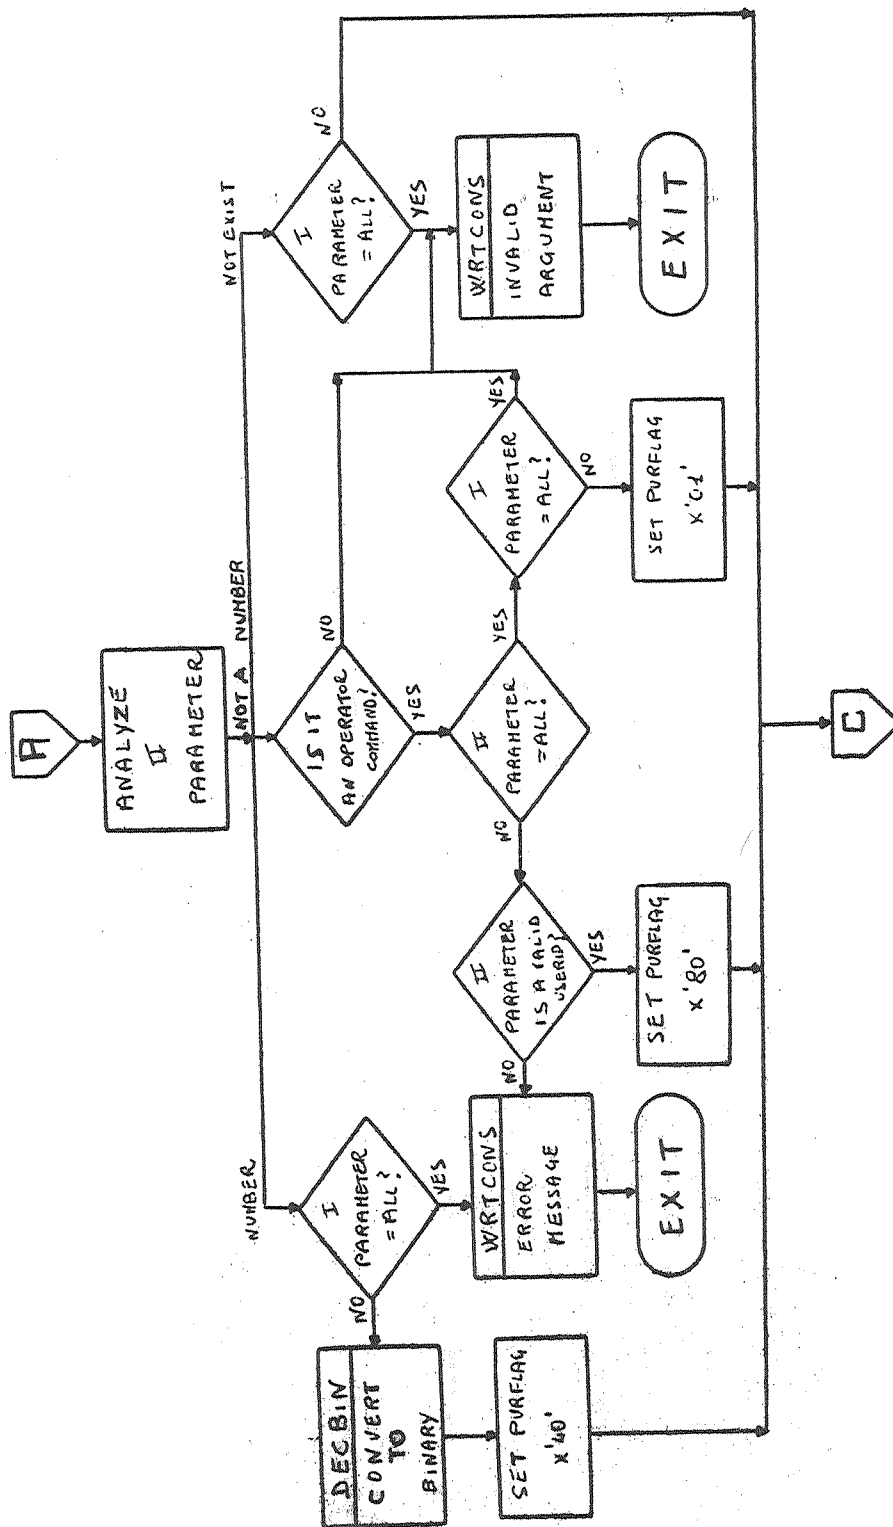 A
ANALYZE
II
PARAMETER
NUMBER
NOT A NUMBER
NOT EXIST
I
PARAMETER
= ALL?
NO
YES
IS IT
AN OPERATOR
COMMAND?
NO
YES
I
PARAMETER
= ALL?
NO
YES
DECBIN
CONVERT
TO
BINARY
WRTCONS
ERROR
MESSAGE
II
PARAMETER
IS A VALID
USERID?
NO
YES
II
PARAMETER
=ALL?
NO
YES
I
PARAMETER
= ALL?
YES
NO
WRTCONS
INVALID
ARGUMENT
SET PURFLAG
X'40'
EXIT
SET PURFLAG
X'80'
SET PURFLAG
X'01'
EXIT
C